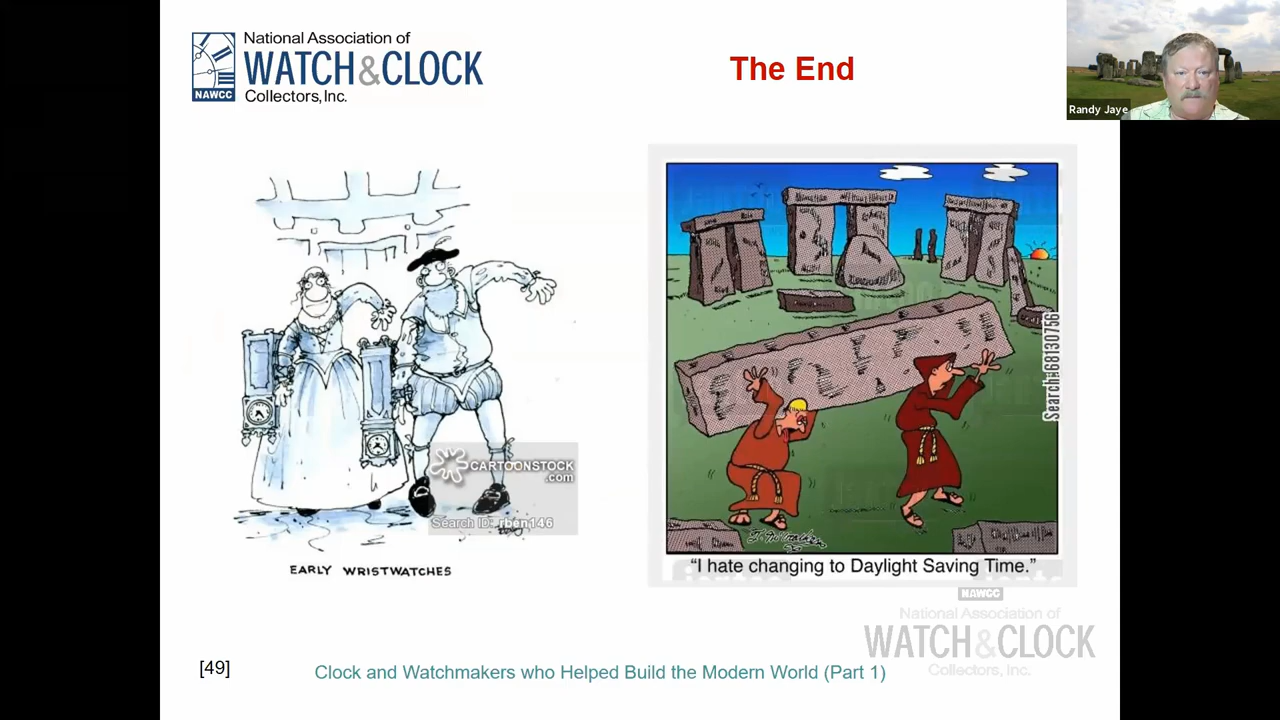 National Association of
WATCH&CLOCK
Collectors, Inc.
NAWCC
The End
Randy Jaye
CARTOONSTOCK
.com
Search ID: rben146
EARLY WRISTWATCHES
Search:68130756
"I hate changing to Daylight Saving Time."
NAWCC
National Association of
WATCH&CLOCK
Collectors, Inc.
[49]
Clock and Watchmakers who Helped Build the Modern World (Part 1)